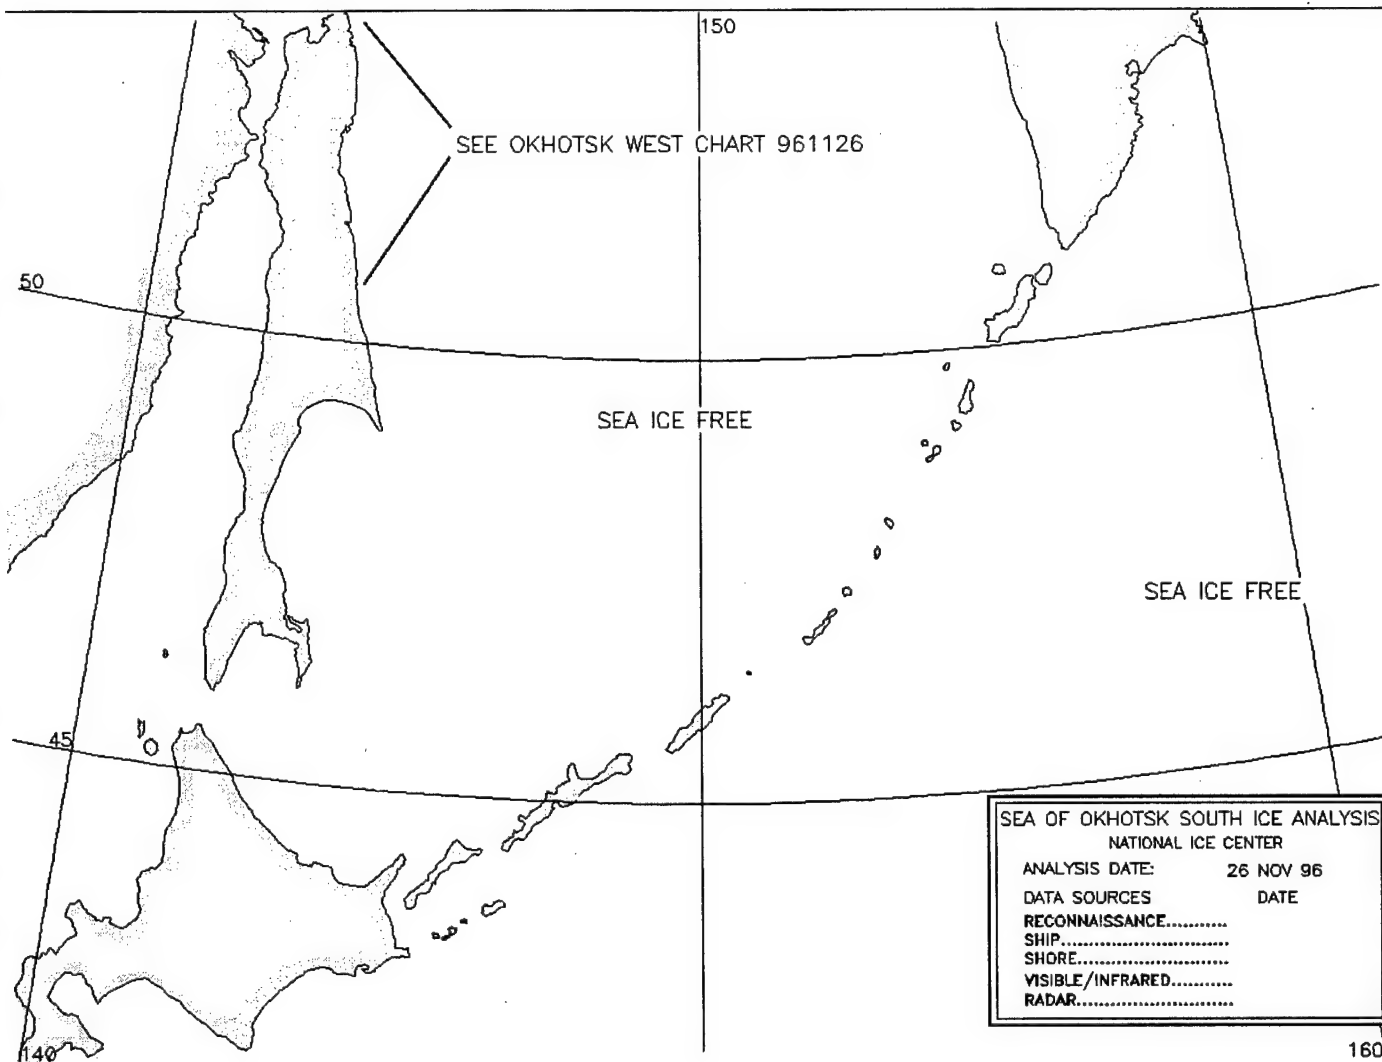 150
SEE OKHOTSK WEST CHART 961126
50
SEA ICE FREE
SEA ICE FREE
45
SEA OF OKHOTSK SOUTH ICE ANALYSIS
NATIONAL ICE CENTER
ANALYSIS DATE: 26 NOV 96
DATA SOURCES DATE
RECONNAISSANCE...........
SHIP..............................
SHORE...........................
VISIBLE/INFRARED...........
RADAR............................
140
160